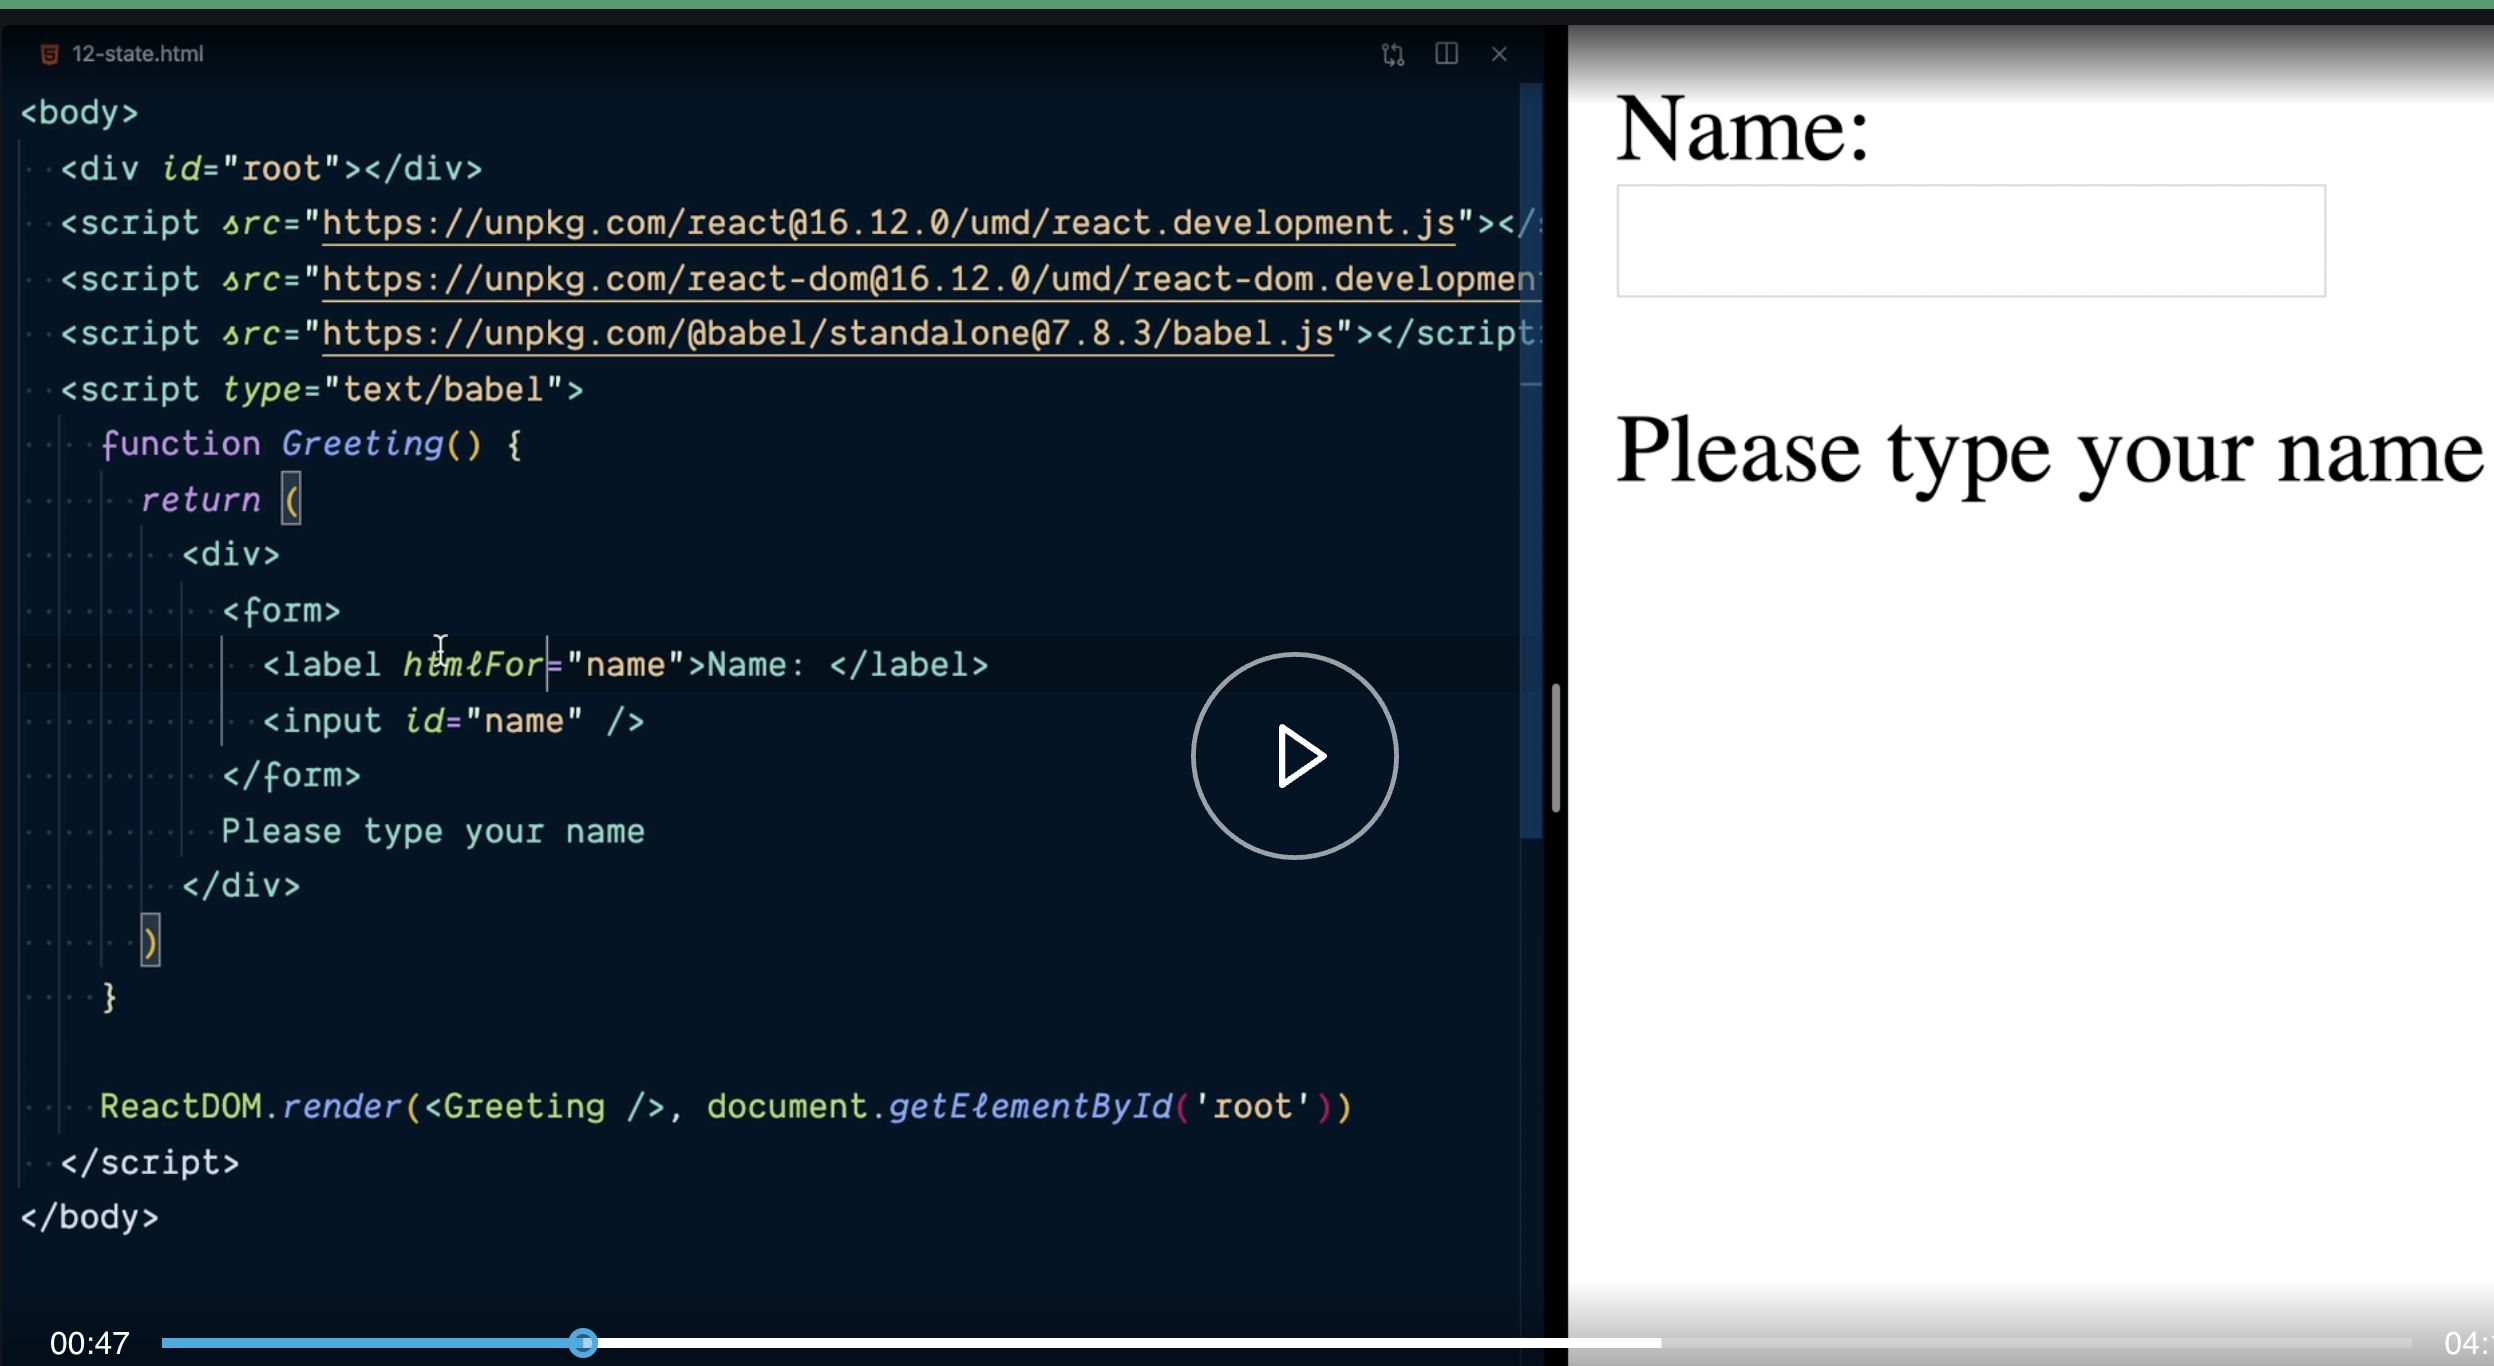 12-state.html
<body>
<div id="root"></div>
<script src="https://unpkg.com/react@16.12.0/umd/react.development.js"></
<script src="https://unpkg.com/react-dom@16.12.0/umd/react-dom.developmen
<script src="https://unpkg.com/@babel/standalone@7.8.3/babel.js"></script
<script type="text/babel">
function Greeting() {
return (
<div>
<form>
<label htmlFor="name">Name: </label>
<input id="name" />
</form>
Please type your name
</div>
)
}
ReactDOM.render(<Greeting />, document.getElementById('root'))
</script>
</body>
Name:
Please type your name
00:47
04: